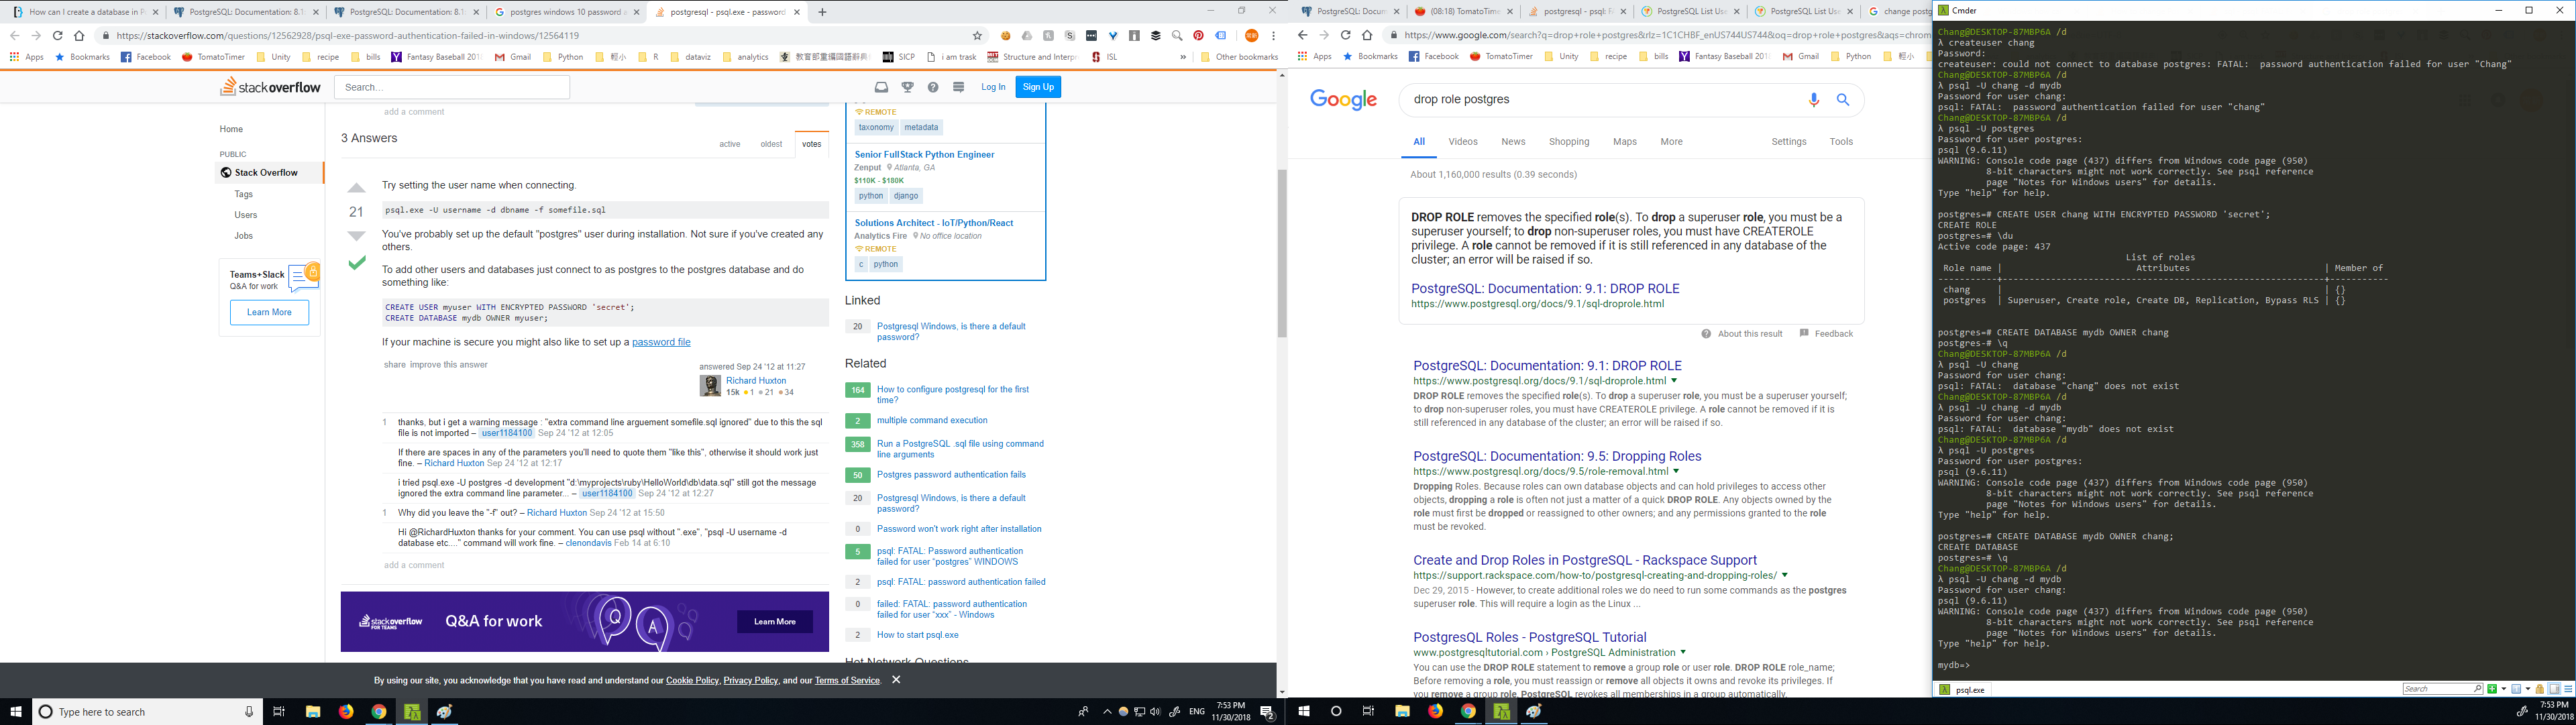 How can I create a database in P
PostgreSQL: Documentation: 8.1
PostgreSQL: Documentation: 8.1
postgres windows 10 password a
postgresql - psql.exe - password
https://stackoverflow.com/questions/12562928/psql-exe-password-authentication-failed-in-windows/12564119
Apps Bookmarks Facebook TomatoTimer Unity recipe bills Fantasy Baseball 201 Gmail Python 輕小 R dataviz analytics SICP i am trask Structure and Interpr ISL » Other bookmarks
stackoverflow
Search...
Log In
Sign Up
Home
PUBLIC
Stack Overflow
Tags
Users
Jobs
Teams+Slack
Q&A for work
Learn More
add a comment
3 Answers
active oldest votes
Try setting the user name when connecting.
21
psql.exe -U username -d dbname -f somefile.sql
You've probably set up the default "postgres" user during installation. Not sure if you've created any
others.
To add other users and databases just connect to as postgres to the postgres database and do
something like:
CREATE USER myuser WITH ENCRYPTED PASSWORD 'secret';
CREATE DATABASE mydb OWNER myuser;
If your machine is secure you might also like to set up a password file
share improve this answer
answered Sep 24 '12 at 11:27
Richard Huxton
15k 1 21 34
1 thanks, but i get a warning message : "extra command line arguement somefile.sql ignored" due to this the sql
file is not imported – user1184100 Sep 24 '12 at 12:05
If there are spaces in any of the parameters you'll need to quote them "like this", otherwise it should work just
fine. – Richard Huxton Sep 24 '12 at 12:17
i tried psql.exe -U postgres -d development "d:\myprojects\ruby\HelloWorld\db\data.sql" still got the message
ignored the extra command line parameter... – user1184100 Sep 24 '12 at 12:27
1 Why did you leave the "-f" out? – Richard Huxton Sep 24 '12 at 15:50
Hi @RichardHuxton thanks for your comment. You can use psql without ".exe", "psql -U username -d
database etc...." command will work fine. – clenondavis Feb 14 at 6:10
add a comment
stackoverflow
FOR TEAMS
Q&A for work
Q
A
Learn More
REMOTE
taxonomy metadata
Senior FullStack Python Engineer
Zenput Atlanta, GA
$110K - $180K
python django
Solutions Architect - IoT/Python/React
Analytics Fire No office location
REMOTE
c python
Linked
20 Postgresql Windows, is there a default
password?
Related
164 How to configure postgresql for the first
time?
2 multiple command execution
358 Run a PostgreSQL .sql file using command
line arguments
50 Postgres password authentication fails
20 Postgresql Windows, is there a default
password?
0 Password won't work right after installation
5 psql: FATAL: Password authentication
failed for user "postgres" WINDOWS
2 psql: FATAL: password authentication failed
0 failed: FATAL: password authentication
failed for user "xxx" - Windows
2 How to start psql.exe
Hot Network Questions
By using our site, you acknowledge that you have read and understand our Cookie Policy, Privacy Policy, and our Terms of Service.
Type here to search
ENG
7:53 PM
11/30/2018
2
PostgreSQL: Docum
(08:18) TomatoTime
postgresql - psql: F
PostgreSQL List Use
PostgreSQL List Use
change postg
https://www.google.com/search?q=drop+role+postgres&rlz=1C1CHBF_enUS744US744&oq=drop+role+postgres&aqs=chrom
Apps Bookmarks Facebook TomatoTimer Unity recipe bills Fantasy Baseball 201 Gmail Python 輕小
Google
drop role postgres
All Videos News Shopping Maps More Settings Tools
About 1,160,000 results (0.39 seconds)
DROP ROLE removes the specified role(s). To drop a superuser role, you must be a
superuser yourself; to drop non-superuser roles, you must have CREATEROLE
privilege. A role cannot be removed if it is still referenced in any database of the
cluster; an error will be raised if so.
PostgreSQL: Documentation: 9.1: DROP ROLE
https://www.postgresql.org/docs/9.1/sql-droprole.html
About this result Feedback
PostgreSQL: Documentation: 9.1: DROP ROLE
https://www.postgresql.org/docs/9.1/sql-droprole.html
DROP ROLE removes the specified role(s). To drop a superuser role, you must be a superuser yourself;
to drop non-superuser roles, you must have CREATEROLE privilege. A role cannot be removed if it is
still referenced in any database of the cluster; an error will be raised if so.
PostgreSQL: Documentation: 9.5: Dropping Roles
https://www.postgresql.org/docs/9.5/role-removal.html
Dropping Roles. Because roles can own database objects and can hold privileges to access other
objects, dropping a role is often not just a matter of a quick DROP ROLE. Any objects owned by the
role must first be dropped or reassigned to other owners; and any permissions granted to the role
must be revoked.
Create and Drop Roles in PostgreSQL - Rackspace Support
https://support.rackspace.com/how-to/postgresql-creating-and-dropping-roles/
Dec 29, 2015 - However, to create additional roles we do need to run some commands as the postgres
superuser role. This will require a login as the Linux ...
PostgresQL Roles - PostgreSQL Tutorial
www.postgresqltutorial.com › PostgreSQL Administration
You can use the DROP ROLE statement to remove a group role or user role. DROP ROLE role_name;
Before removing a role, you must reassign or remove all objects it owns and revoke its privileges. If
you remove a group role, PostgreSQL revokes all memberships in a group automatically.
Cmder
Chang@DESKTOP-87MBP6A /d
λ createuser chang
Password:
createuser: could not connect to database postgres: FATAL:  password authentication failed for user "Chang"
Chang@DESKTOP-87MBP6A /d
λ psql -U chang -d mydb
Password for user chang:
psql: FATAL:  password authentication failed for user "chang"
Chang@DESKTOP-87MBP6A /d
λ psql -U postgres
Password for user postgres:
psql (9.6.11)
WARNING: Console code page (437) differs from Windows code page (950)
8-bit characters might not work correctly. See psql reference
page "Notes for Windows users" for details.
Type "help" for help.
postgres=# CREATE USER chang WITH ENCRYPTED PASSWORD 'secret';
CREATE ROLE
postgres=# \du
Active code page: 437
List of roles
Role name | Attributes | Member of
-----------+------------------------------------------------------------+-----------
chang | | {}
postgres | Superuser, Create role, Create DB, Replication, Bypass RLS | {}
postgres=# CREATE DATABASE mydb OWNER chang
postgres-# \q
Chang@DESKTOP-87MBP6A /d
λ psql -U chang
Password for user chang:
psql: FATAL:  database "chang" does not exist
Chang@DESKTOP-87MBP6A /d
λ psql -U chang -d mydb
Password for user chang:
psql: FATAL:  database "mydb" does not exist
Chang@DESKTOP-87MBP6A /d
λ psql -U postgres
Password for user postgres:
psql (9.6.11)
WARNING: Console code page (437) differs from Windows code page (950)
8-bit characters might not work correctly. See psql reference
page "Notes for Windows users" for details.
Type "help" for help.
postgres=# CREATE DATABASE mydb OWNER chang;
CREATE DATABASE
postgres=# \q
Chang@DESKTOP-87MBP6A /d
λ psql -U chang -d mydb
Password for user chang:
psql (9.6.11)
WARNING: Console code page (437) differs from Windows code page (950)
8-bit characters might not work correctly. See psql reference
page "Notes for Windows users" for details.
Type "help" for help.
mydb=>
psql.exe
Search
7:53 PM
11/30/2018